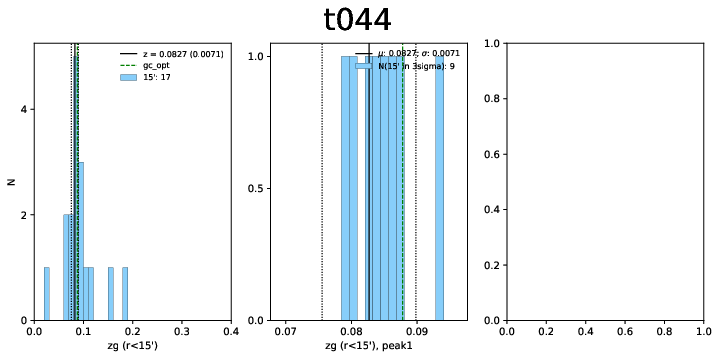 t044
z = 0.0827 (0.0071)
gc_opt
15': 17
N
4
2
0
0.0 0.1 0.2 0.3 0.4
zg (r<15')
μ: 0.0827; σ: 0.0071
N(15' in 3sigma): 9
1.0
0.5
0.0
0.07 0.08 0.09
zg (r<15'), peak1
1.0
0.8
0.6
0.4
0.2
0.0
0.0 0.2 0.4 0.6 0.8 1.0